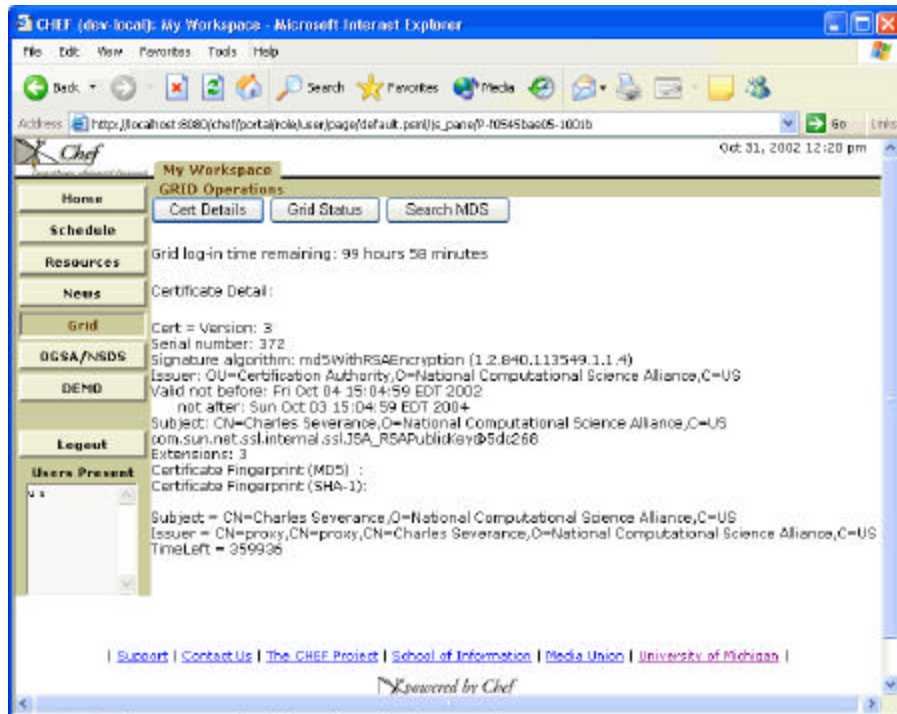 CHEF (dev-local): My Workspace - Microsoft Internet Explorer
File Edit View Favorites Tools Help
Back Search Favorites Media
Address http://localhost:8080/chef/portal/role/user/page/default.psml/js_pane/P-f0545bae05-1001b Go Links
Chef
Oct 31, 2002 12:20 pm
My Workspace
GRID Operations
Cert Details Grid Status Search MDS
Home
Schedule
Resources
News
Grid
OGSA/NSDS
DEMO
Logout
Users Present
Grid log-in time remaining: 99 hours 58 minutes
Certificate Detail:
Cert = Version: 3
Serial number: 372
Signature algorithm: md5WithRSAEncryption (1.2.840.113549.1.1.4)
Issuer: OU=Certification Authority,O=National Computational Science Alliance,C=US
Valid not before: Fri Oct 04 15:04:59 EDT 2002
not after: Sun Oct 03 15:04:59 EDT 2004
Subject: CN=Charles Severance,O=National Computational Science Alliance,C=US
com.sun.net.ssl.internal.ssl.JSA_RSAPublicKey@5dc268
Extensions: 3
Certificate Fingerprint (MD5) :
Certificate Fingerprint (SHA-1):
Subject = CN=Charles Severance,O=National Computational Science Alliance,C=US
Issuer = CN=proxy,CN=proxy,CN=Charles Severance,O=National Computational Science Alliance,C=US
TimeLeft = 359936
| Support | Contact Us | The CHEF Project | School of Information | Media Union | University of Michigan |
powered by Chef